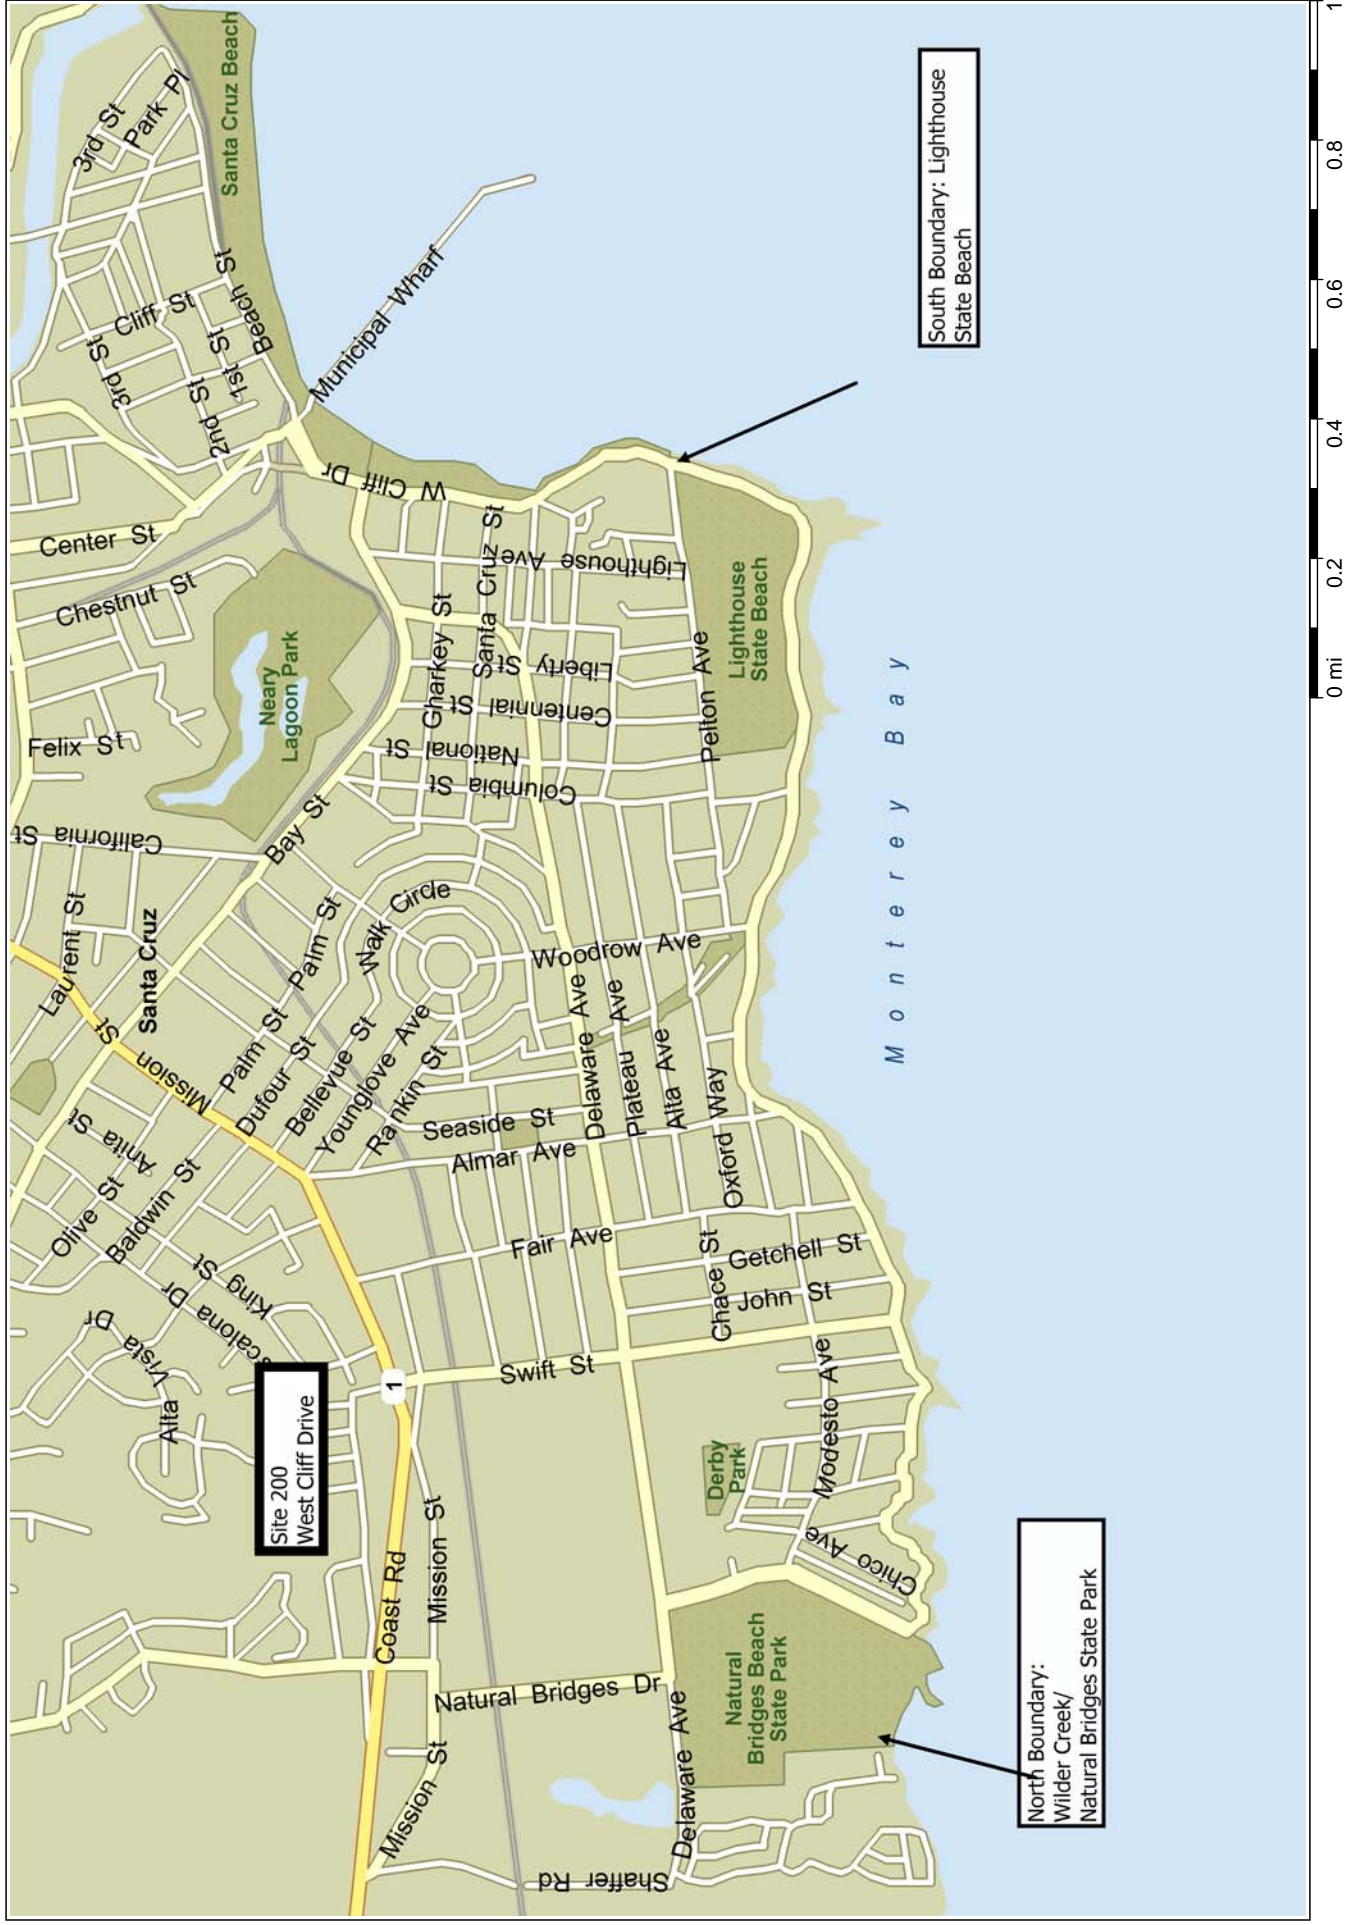 Santa Cruz Beach
3rd St
Park Pl
Cliff St
3rd St
2nd St
1st St
Beach St
Municipal Wharf
South Boundary: Lighthouse
State Beach
Center St
Chestnut St
W Cliff Dr
Felix St
Neary
Lagoon Park
Gharkey St
Santa Cruz St
Lighthouse Ave
Liberty St
Centennial St
National St
Columbia St
Pelton Ave
Lighthouse
State Beach
California St
Bay St
Laurent St
Santa Cruz
Mission St
Palm St
Palm St
Walk Circle
Dufour St
Bellevue St
Younglove Ave
Rankin St
Woodrow Ave
Delaware Ave
Plateau Ave
Alta Ave
Oxford Way
Seaside St
Almar Ave
Monterey Bay
Anita St
Olive St
Baldwin St
King St
scalona Dr
Alta Vista Dr
Fair Ave
Chace St
Getchell St
John St
Swift St
1
Site 200
West Cliff Drive
Derby
Park
Modesto Ave
Chico Ave
Coast Rd
Mission St
Natural Bridges Dr
Natural
Bridges Beach
State Park
Mission St
Delaware Ave
Shaffer Rd
North Boundary:
Wilder Creek/
Natural Bridges State Park
0 mi
0.2
0.4
0.6
0.8
1